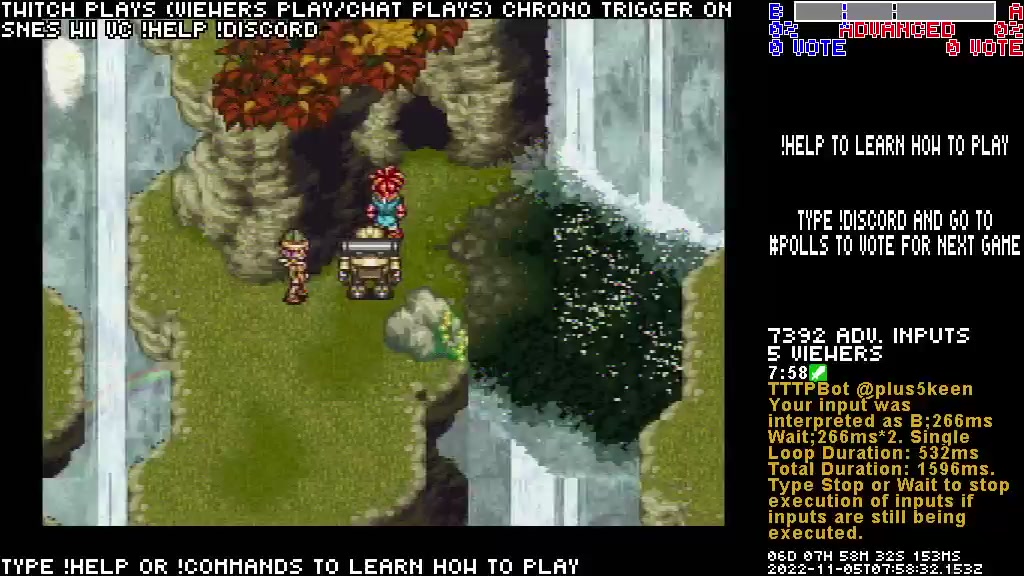 TWITCH PLAYS (VIEWERS PLAY/CHAT PLAYS) CHRONO TRIGGER ON
SNES WII VC !HELP !DISCORD
B A
0% ADVANCED 0%
0 VOTE 0 VOTE
!HELP TO LEARN HOW TO PLAY
TYPE !DISCORD AND GO TO
#POLLS TO VOTE FOR NEXT GAME
7392 ADV. INPUTS
5 VIEWERS
7:58
TTTPBot @plus5keen
Your input was
interpreted as B;266ms
Wait;266ms*2. Single
Loop Duration: 532ms
Total Duration: 1596ms.
Type Stop or Wait to stop
execution of inputs if
inputs are still being
executed.
06D 07H 58M 32S 153MS
2022-11-05T07:58:32.153Z
TYPE !HELP OR !COMMANDS TO LEARN HOW TO PLAY